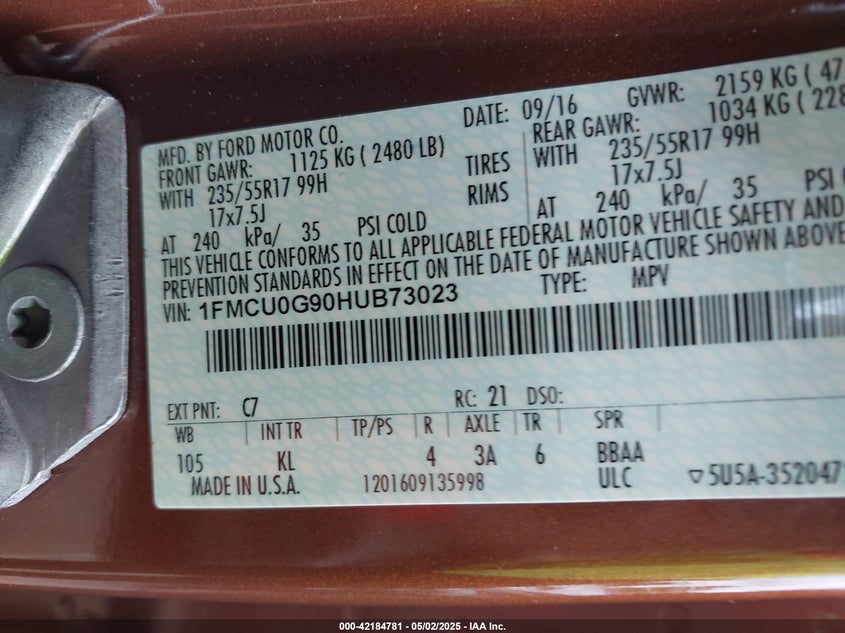 MFD. BY FORD MOTOR CO. DATE: 09/16 GVWR: 2159 KG ( 47
FRONT GAWR: 1125 KG ( 2480 LB) REAR GAWR: 1034 KG ( 228
WITH 235/55R17 99H TIRES WITH 235/55R17 99H
17x7.5J RIMS 17x7.5J
AT 240 kPa/ 35 PSI COLD AT 240 kPa/ 35 PSI
THIS VEHICLE CONFORMS TO ALL APPLICABLE FEDERAL MOTOR VEHICLE SAFETY AND
PREVENTION STANDARDS IN EFFECT ON THE DATE OF MANUFACTURE SHOWN ABOVE
VIN: 1FMCU0G90HUB73023 TYPE: MPV
EXT PNT: C7 RC: 21 DSO:
WB INT TR TP/PS R AXLE TR SPR
105 KL 4 3A 6 BBAA
MADE IN U.S.A. 1201609135998 ULC ▽5U5A-3520472
000-42184781 - 05/02/2025 - IAA Inc.